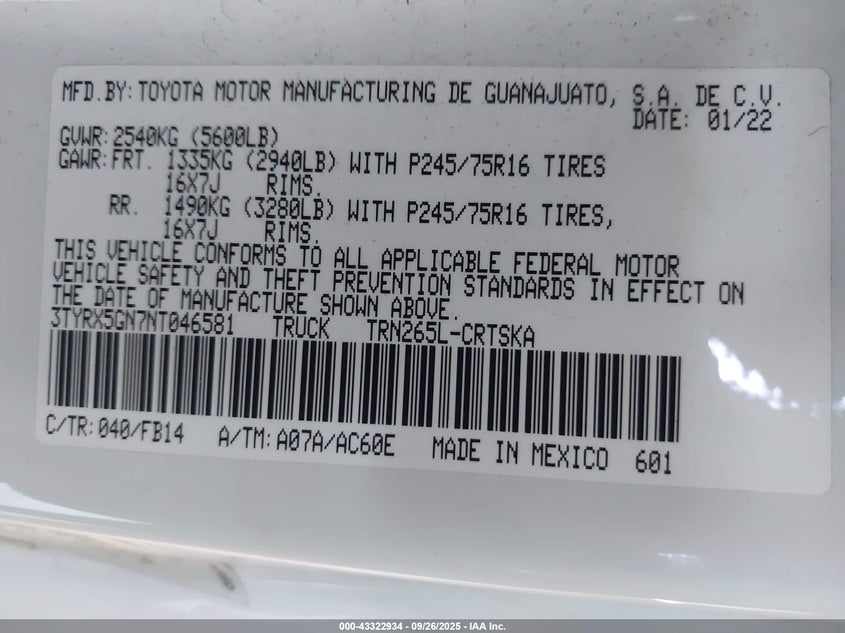 MFD.BY: TOYOTA MOTOR MANUFACTURING DE GUANAJUATO, S.A. DE C.V.
DATE: 01/22
GVWR: 2540KG (5600LB)
GAWR: FRT. 1335KG (2940LB) WITH P245/75R16 TIRES
16X7J RIMS.
RR. 1490KG (3280LB) WITH P245/75R16 TIRES,
16X7J RIMS.
THIS VEHICLE CONFORMS TO ALL APPLICABLE FEDERAL MOTOR
VEHICLE SAFETY AND THEFT PREVENTION STANDARDS IN EFFECT ON
THE DATE OF MANUFACTURE SHOWN ABOVE.
3TYRX5GN7NT046581 TRUCK TRN265L-CRTSKA
C/TR: 040/FB14 A/TM: A07A/AC60E MADE IN MEXICO 601
000-43322934 - 09/26/2025 - IAA Inc.